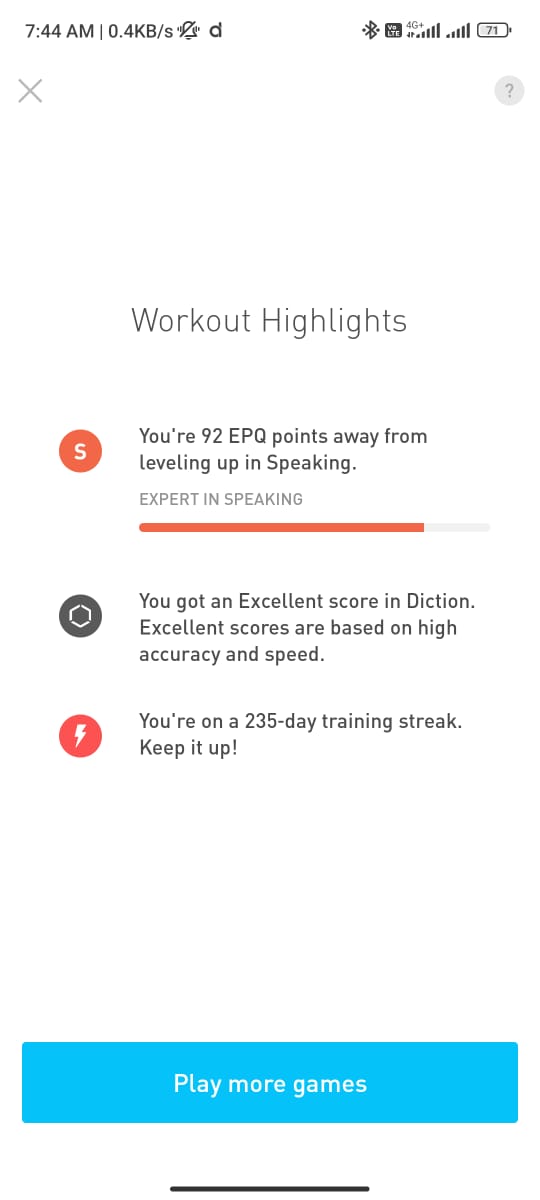 7:44 AM | 0.4KB/s d Vo LTE 4G+ 71
?
Workout Highlights
S
You're 92 EPQ points away from
leveling up in Speaking.
EXPERT IN SPEAKING
You got an Excellent score in Diction.
Excellent scores are based on high
accuracy and speed.
You're on a 235-day training streak.
Keep it up!
Play more games